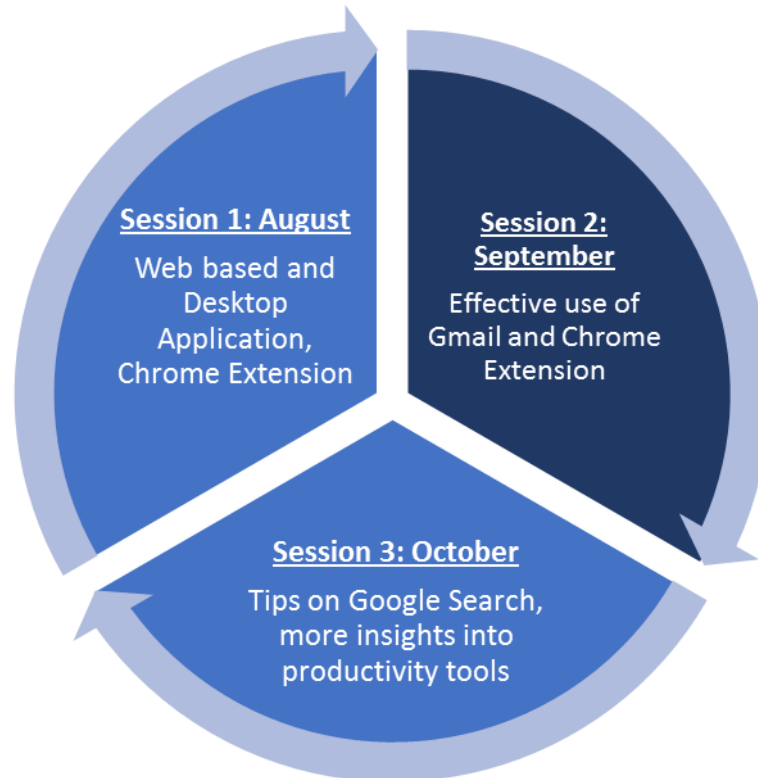 Session 1: August
Web based and
Desktop
Application,
Chrome Extension
Session 2:
September
Effective use of
Gmail and Chrome
Extension
Session 3: October
Tips on Google Search,
more insights into
productivity tools